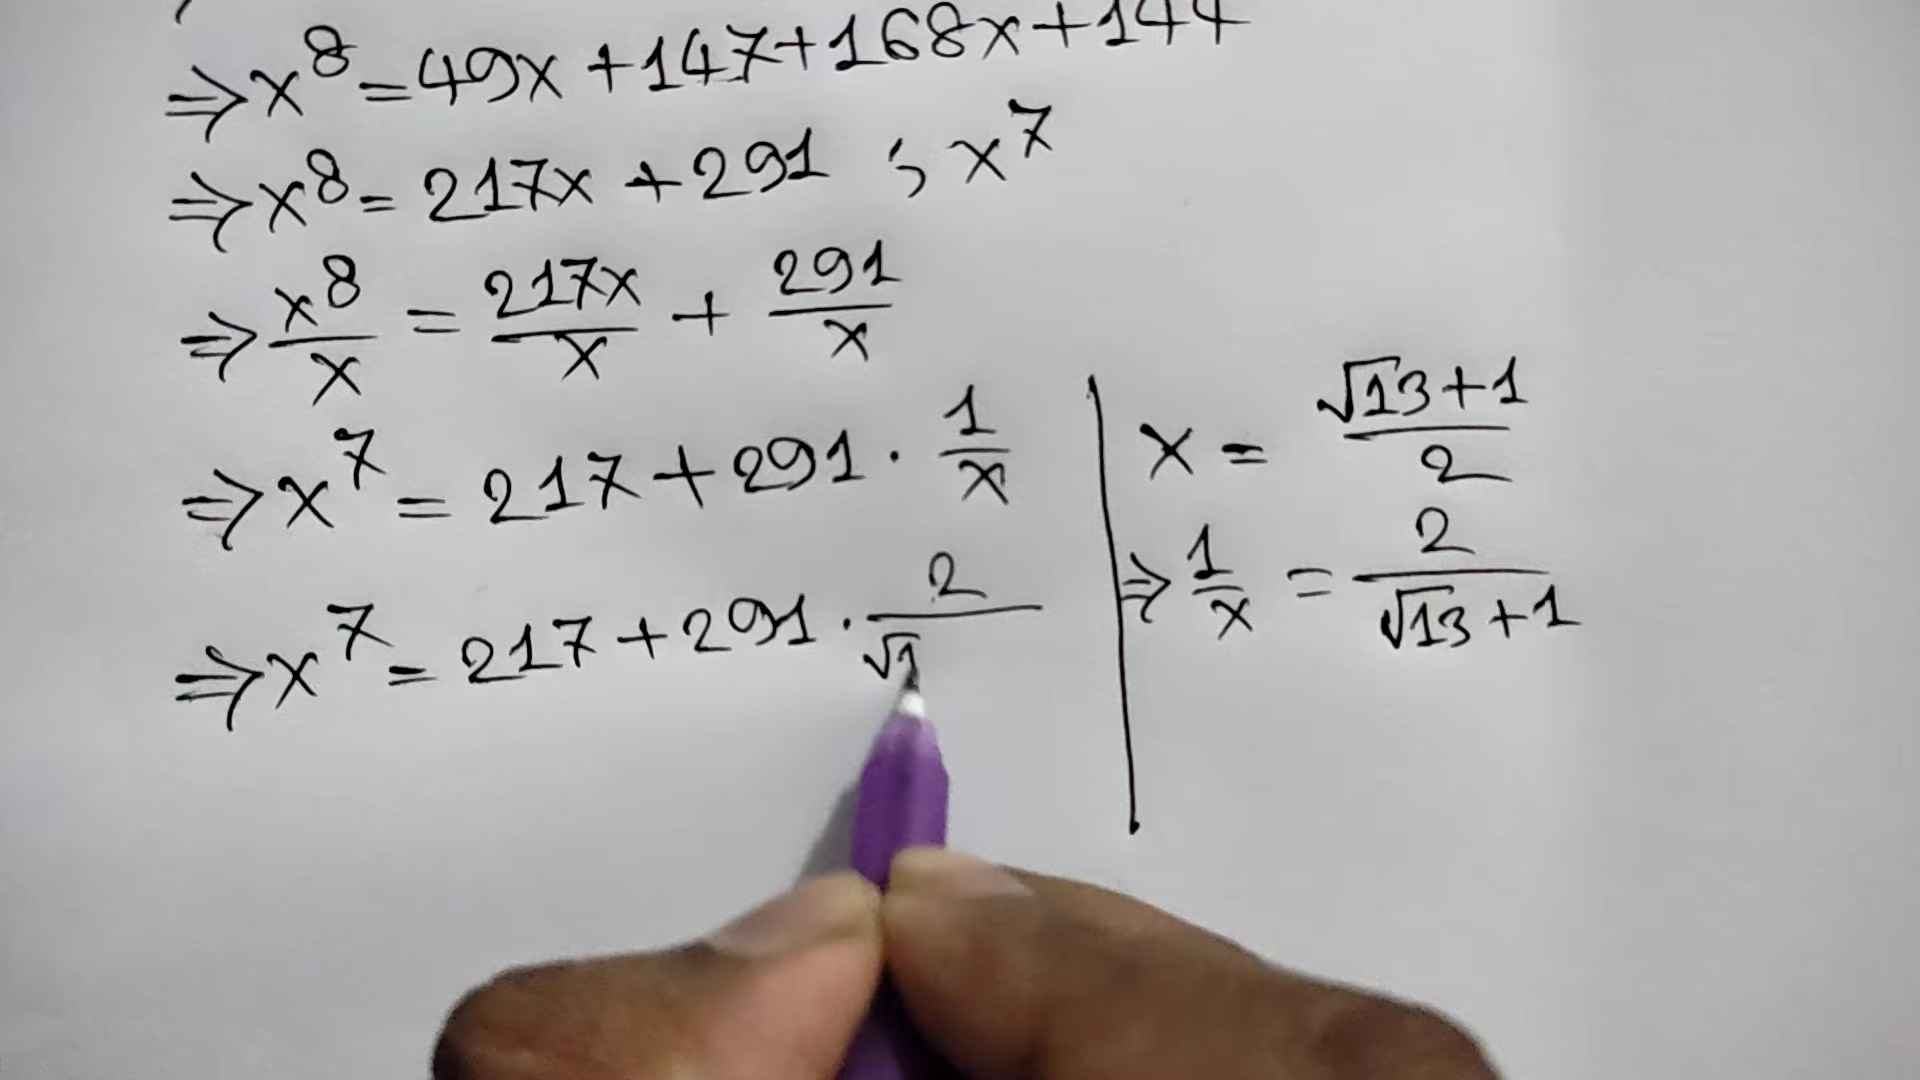 ⇒x⁸=49x+147+168x+144
⇒x⁸=217x+291 ; x⁷
⇒x⁸/x = 217x/x + 291/x
⇒x⁷ = 217+291·1/x
⇒x⁷ = 217+291·2/√1
x = (√13+1)/2
⇒1/x = 2/(√13+1)